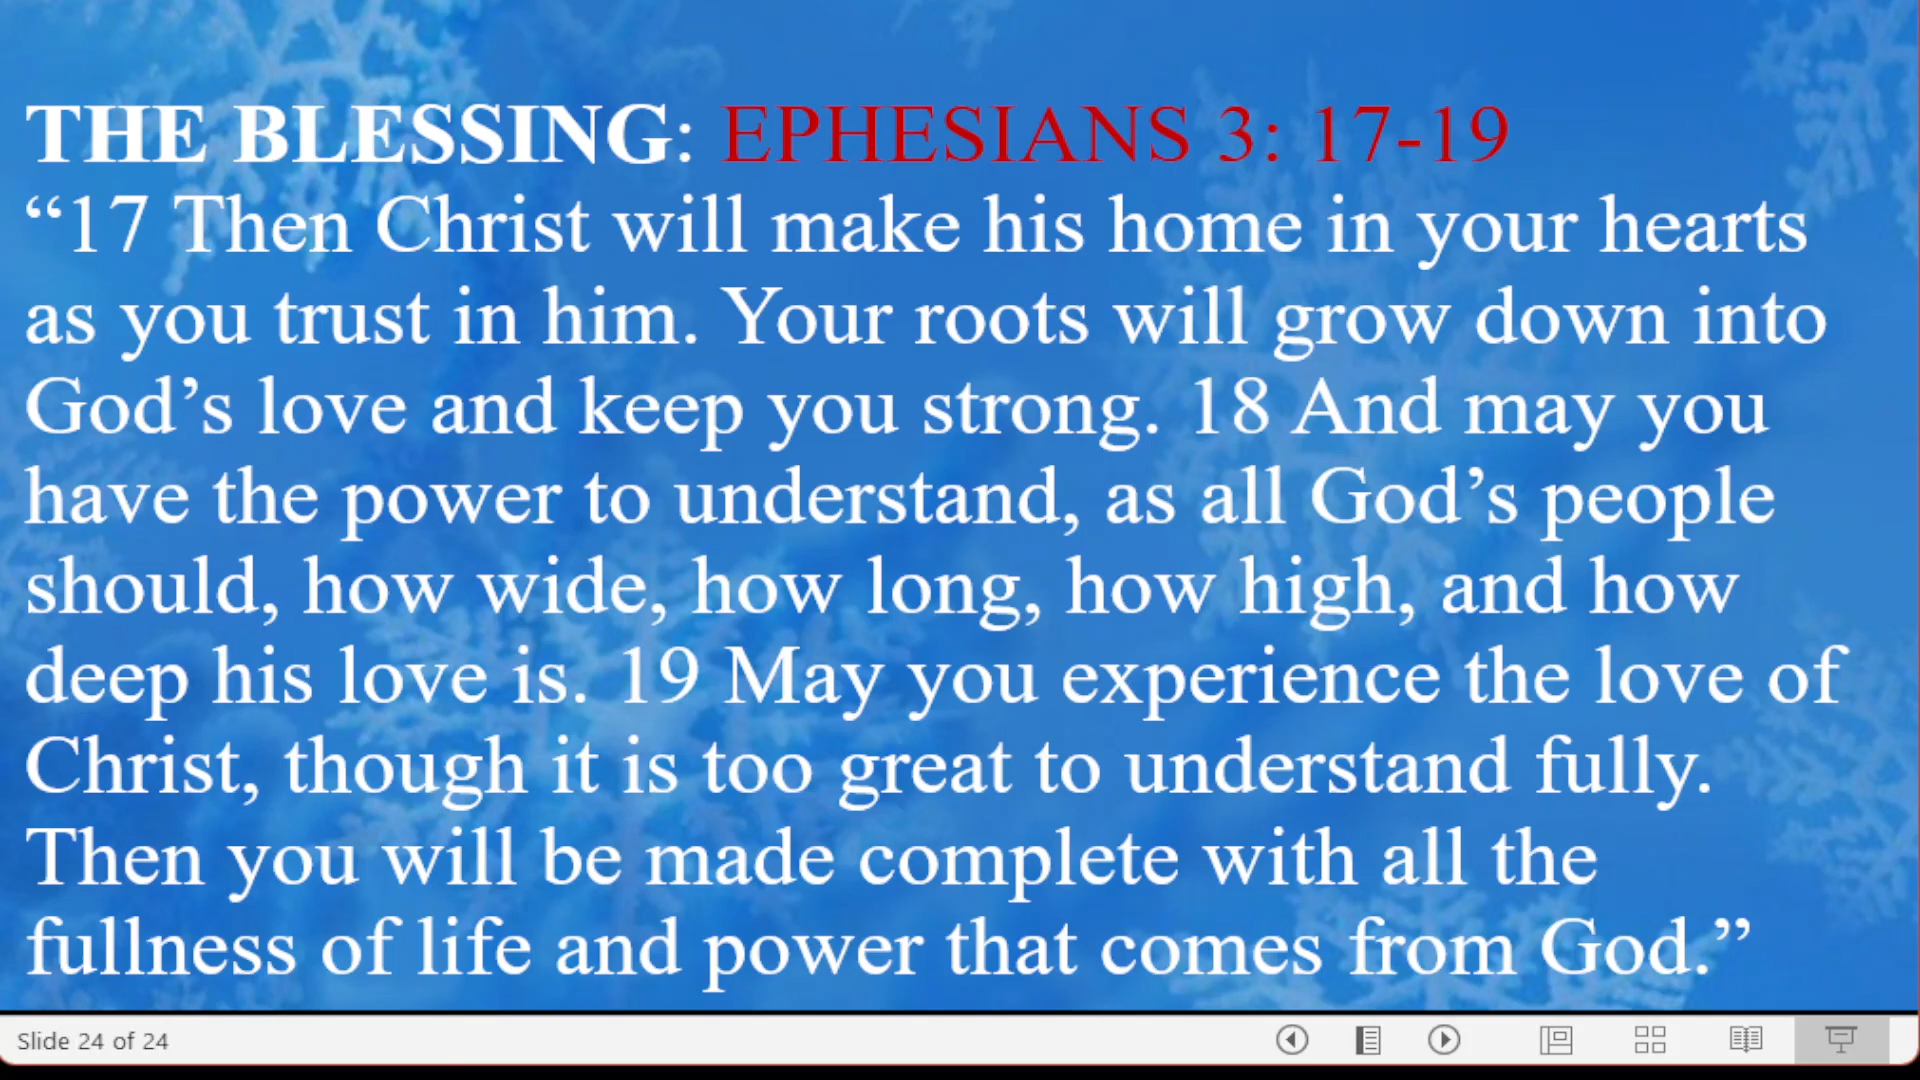 THE BLESSING: EPHESIANS 3: 17-19
“17 Then Christ will make his home in your hearts
as you trust in him. Your roots will grow down into
God’s love and keep you strong. 18 And may you
have the power to understand, as all God’s people
should, how wide, how long, how high, and how
deep his love is. 19 May you experience the love of
Christ, though it is too great to understand fully.
Then you will be made complete with all the
fullness of life and power that comes from God.”
Slide 24 of 24